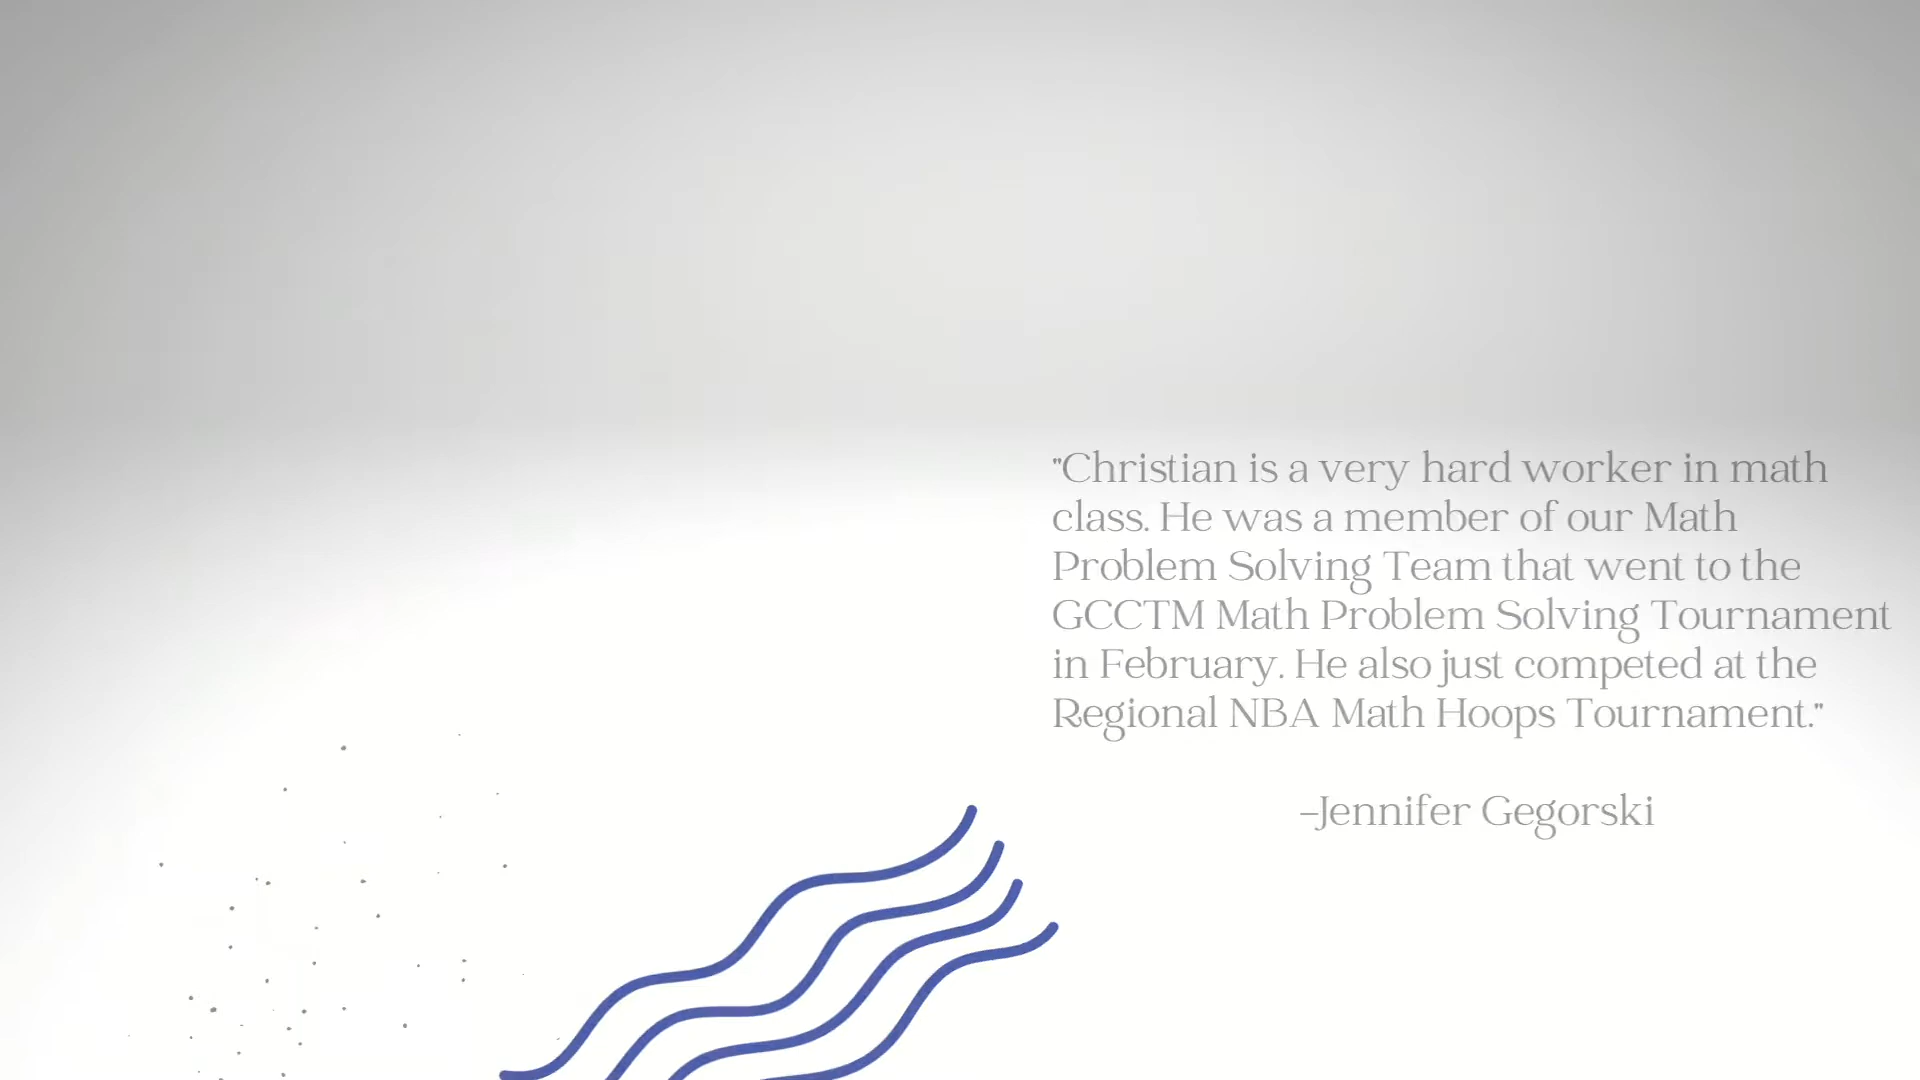 "Christian is a very hard worker in math
class. He was a member of our Math
Problem Solving Team that went to the
GCCTM Math Problem Solving Tournament
in February. He also just competed at the
Regional NBA Math Hoops Tournament."
–Jennifer Gegorski